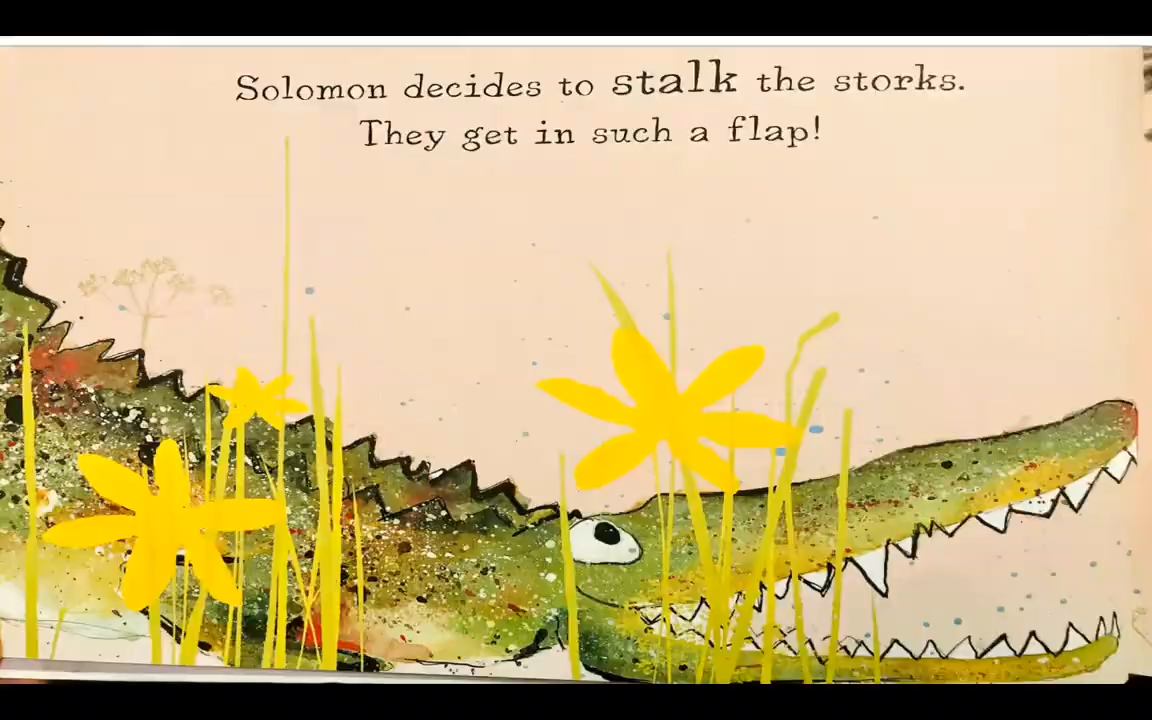 Solomon decides to stalk the storks.
They get in such a flap!